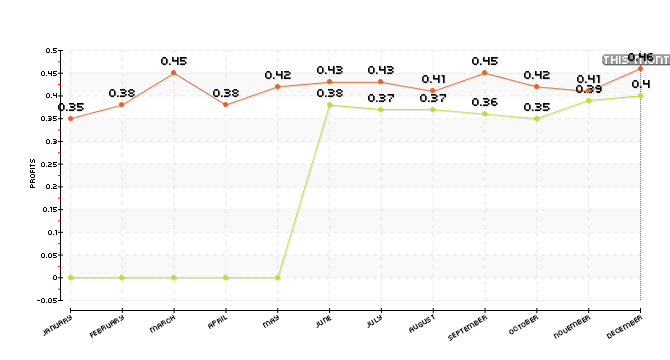 THIS MONT
0.35 0.38 0.45 0.38 0.42 0.43 0.43 0.41 0.45 0.42 0.41 0.46
0.38 0.37 0.37 0.36 0.35 0.39 0.4
0.5
0.45
0.4
0.35
0.3
0.25
0.2
0.15
0.1
0.05
0
-0.05
PROFITS
JANUARY FEBRUARY MARCH APRIL MAY JUNE JULY AUGUST SEPTEMBER OCTOBER NOVEMBER DECEMBER